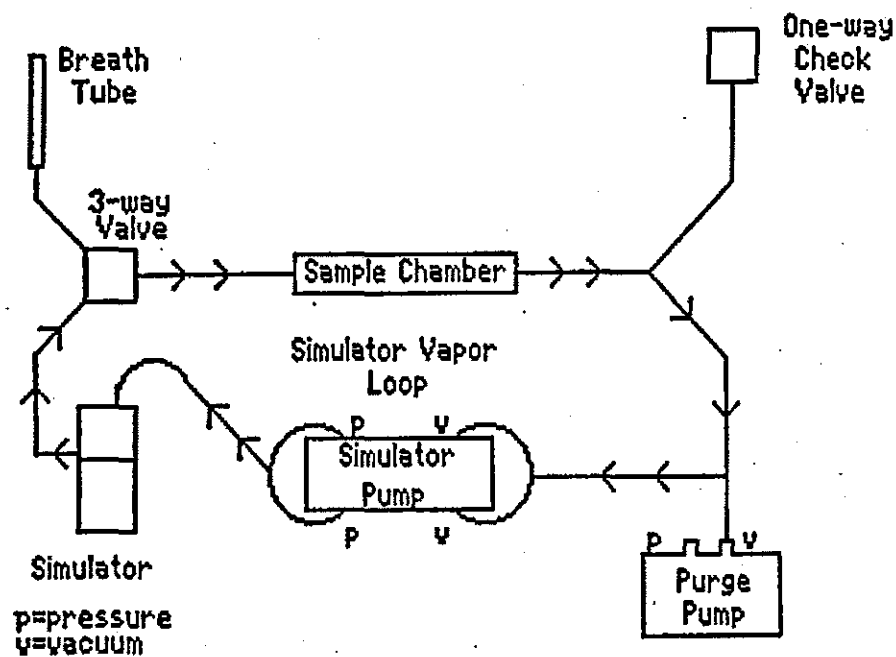 Breath
Tube
One-way
Check
Valve
3-way
Valve
Sample Chamber
Simulator Vapor
Loop
p
v
Simulator
Pump
p
v
p
v
Purge
Pump
Simulator
p=pressure
v=vacuum